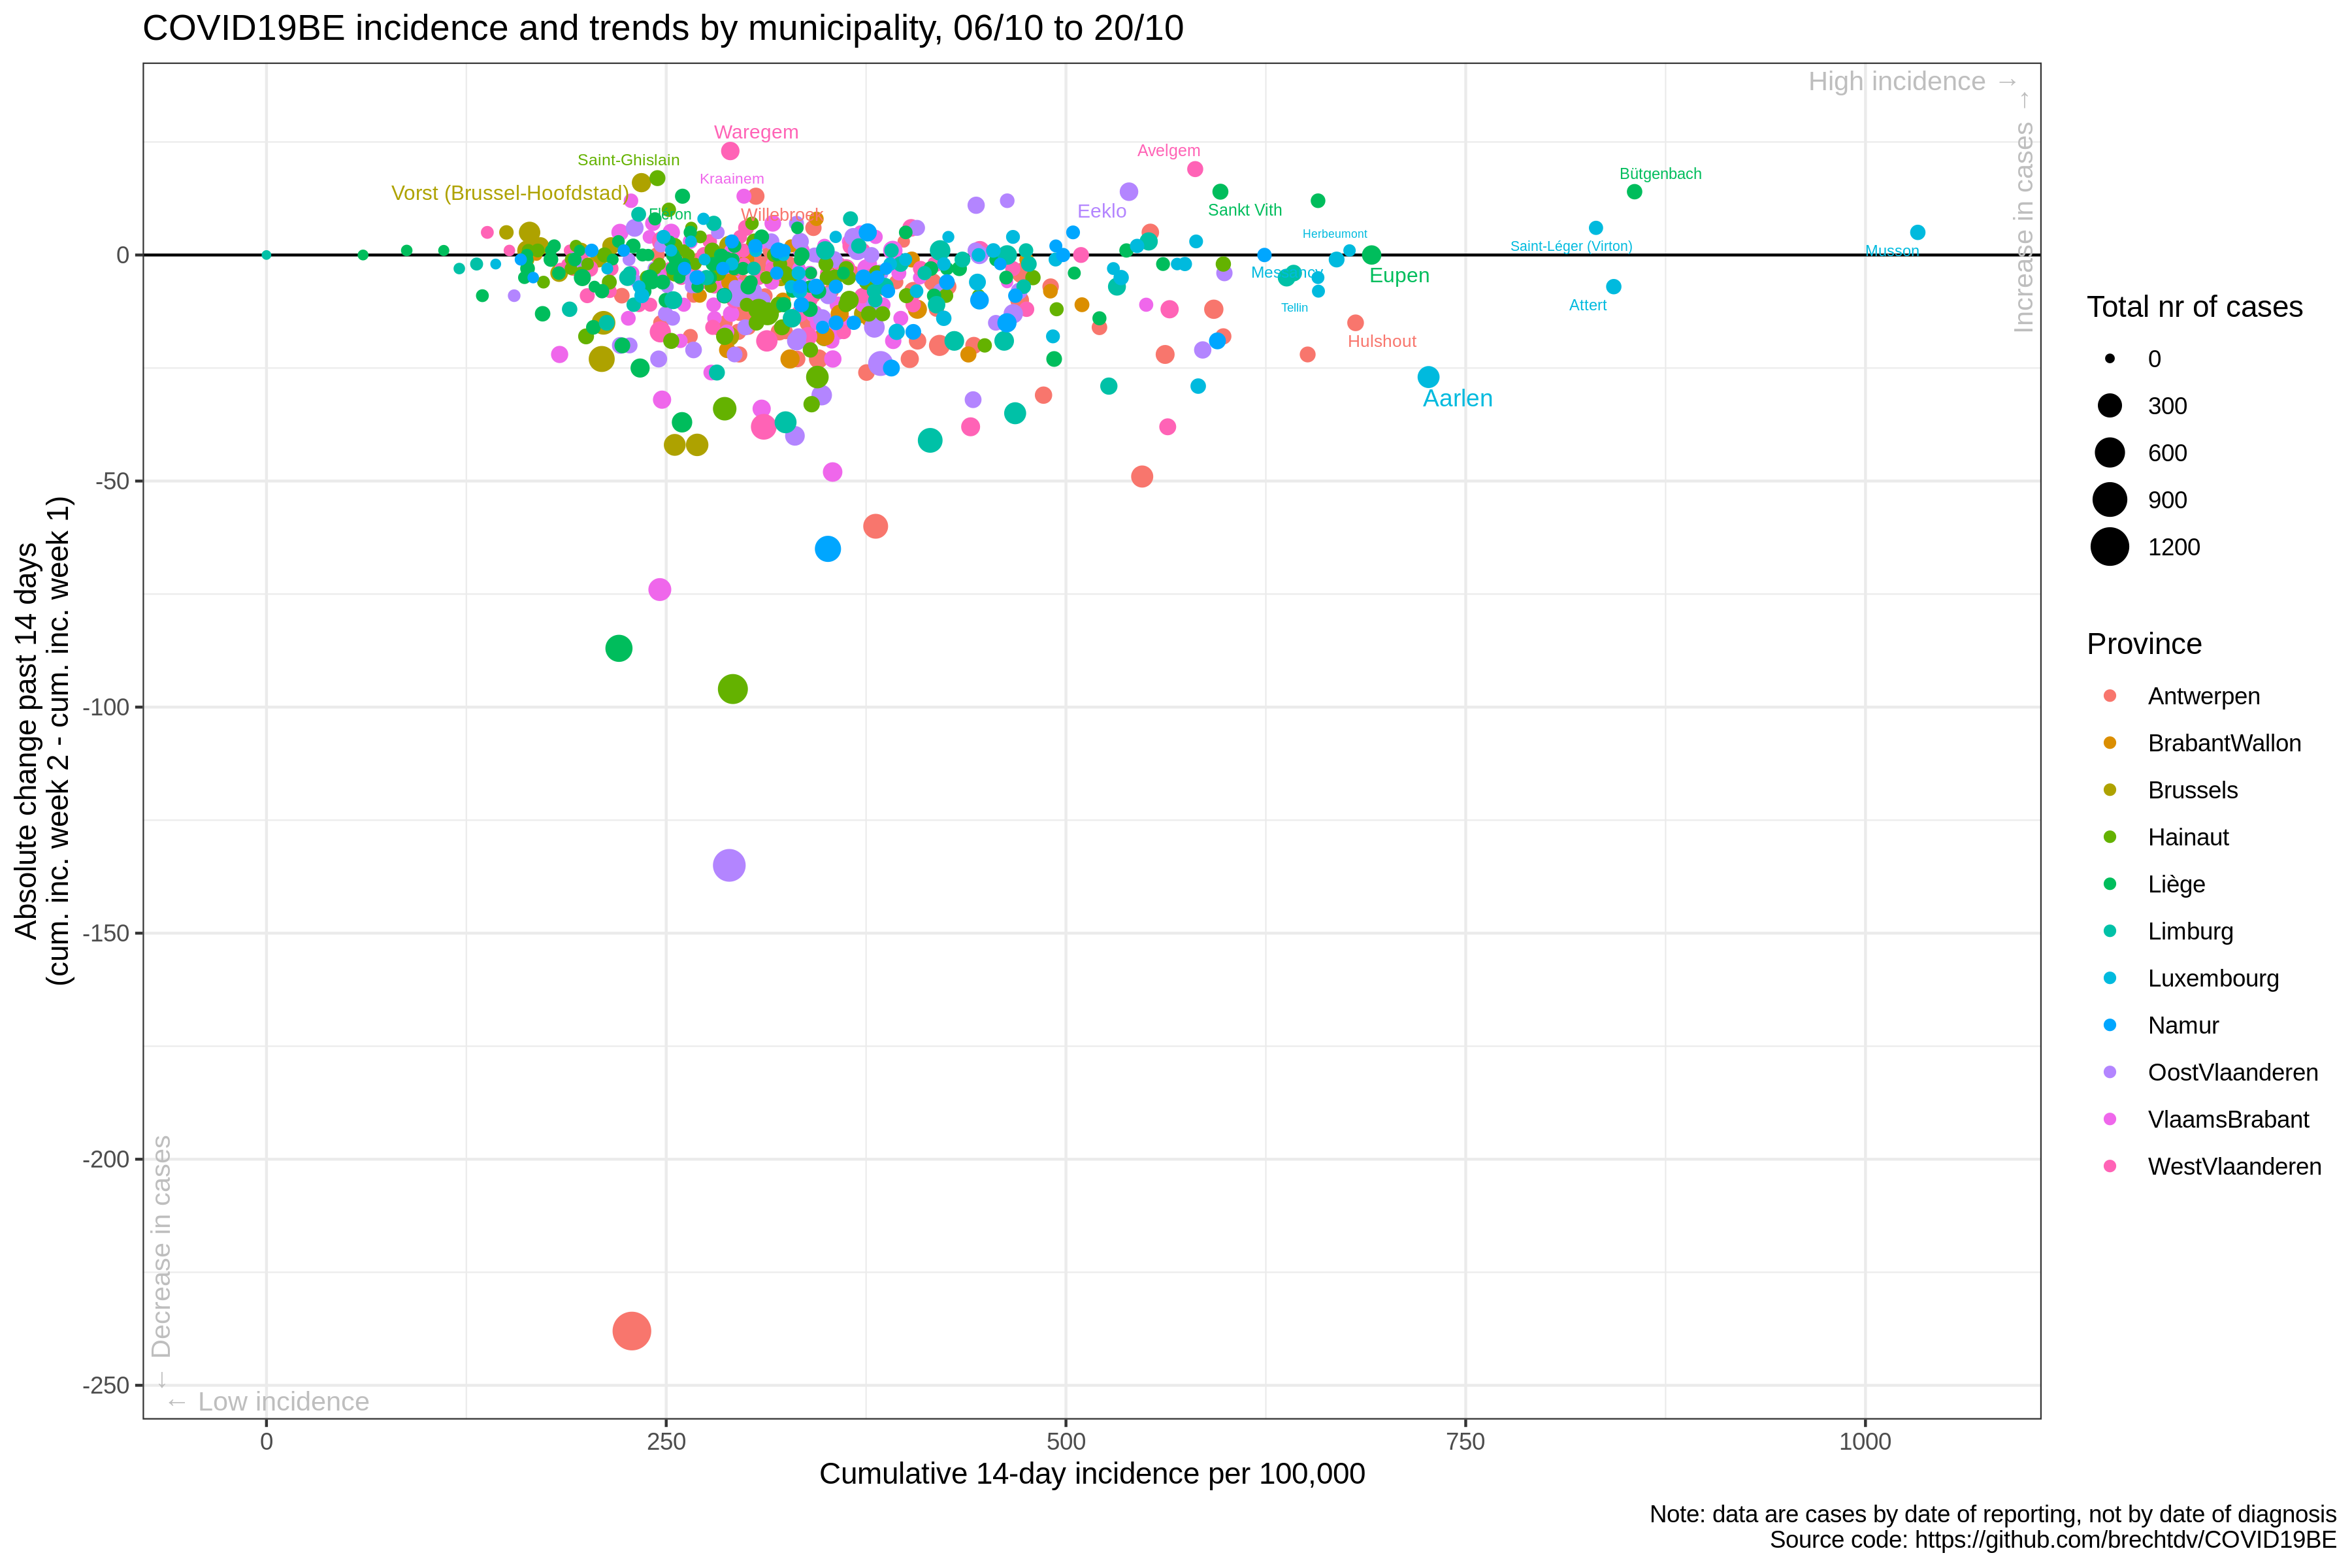 COVID19BE incidence and trends by municipality, 06/10 to 20/10
High incidence →
Increase in cases →
Waregem
Saint-Ghislain
Kraainem
Vorst (Brussel-Hoofdstad)
Fléron
Willebroek
Avelgem
Eeklo
Sankt Vith
Bütgenbach
Herbeumont
Saint-Léger (Virton)
Musson
Messancy
Eupen
Tellin
Attert
Hulshout
Aarlen
0
-50
-100
-150
-200
-250
Absolute change past 14 days
(cum. inc. week 2 - cum. inc. week 1)
← Decrease in cases
← Low incidence
0
250
500
750
1000
Cumulative 14-day incidence per 100,000
Total nr of cases
0
300
600
900
1200
Province
Antwerpen
BrabantWallon
Brussels
Hainaut
Liège
Limburg
Luxembourg
Namur
OostVlaanderen
VlaamsBrabant
WestVlaanderen
Note: data are cases by date of reporting, not by date of diagnosis
Source code: https://github.com/brechtdv/COVID19BE